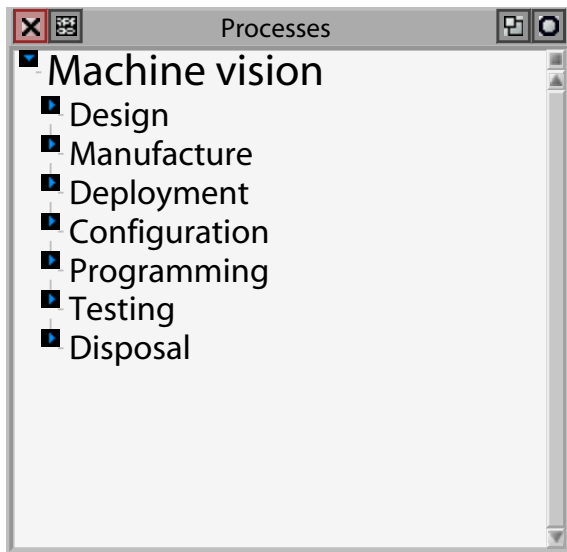 Processes
Machine vision
Design
Manufacture
Deployment
Configuration
Programming
Testing
Disposal